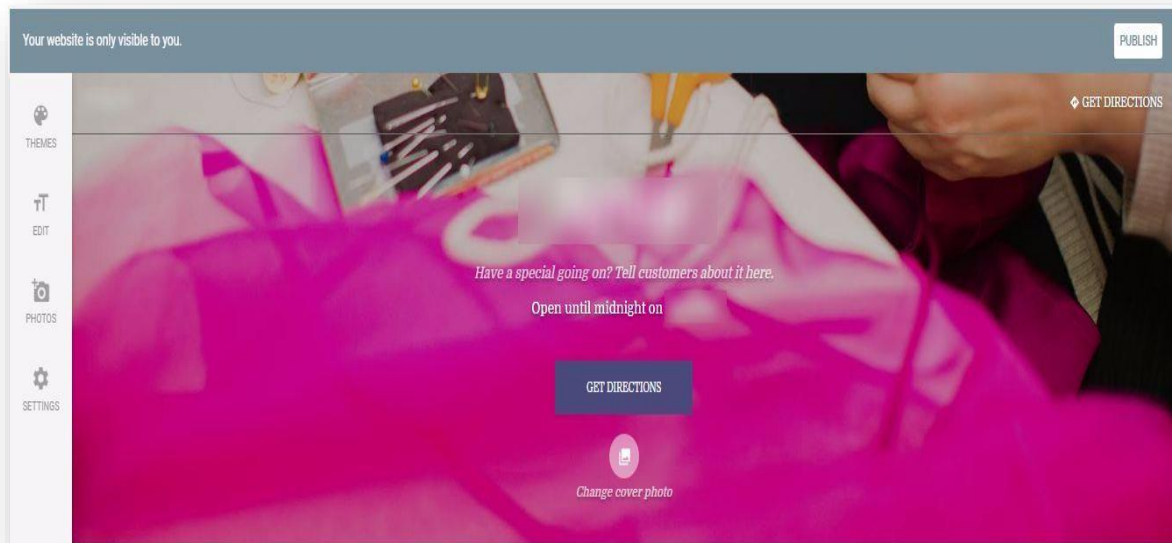 Your website is only visible to you.
PUBLISH
THEMES
EDIT
PHOTOS
SETTINGS
GET DIRECTIONS
Have a special going on? Tell customers about it here.
Open until midnight on
GET DIRECTIONS
Change cover photo